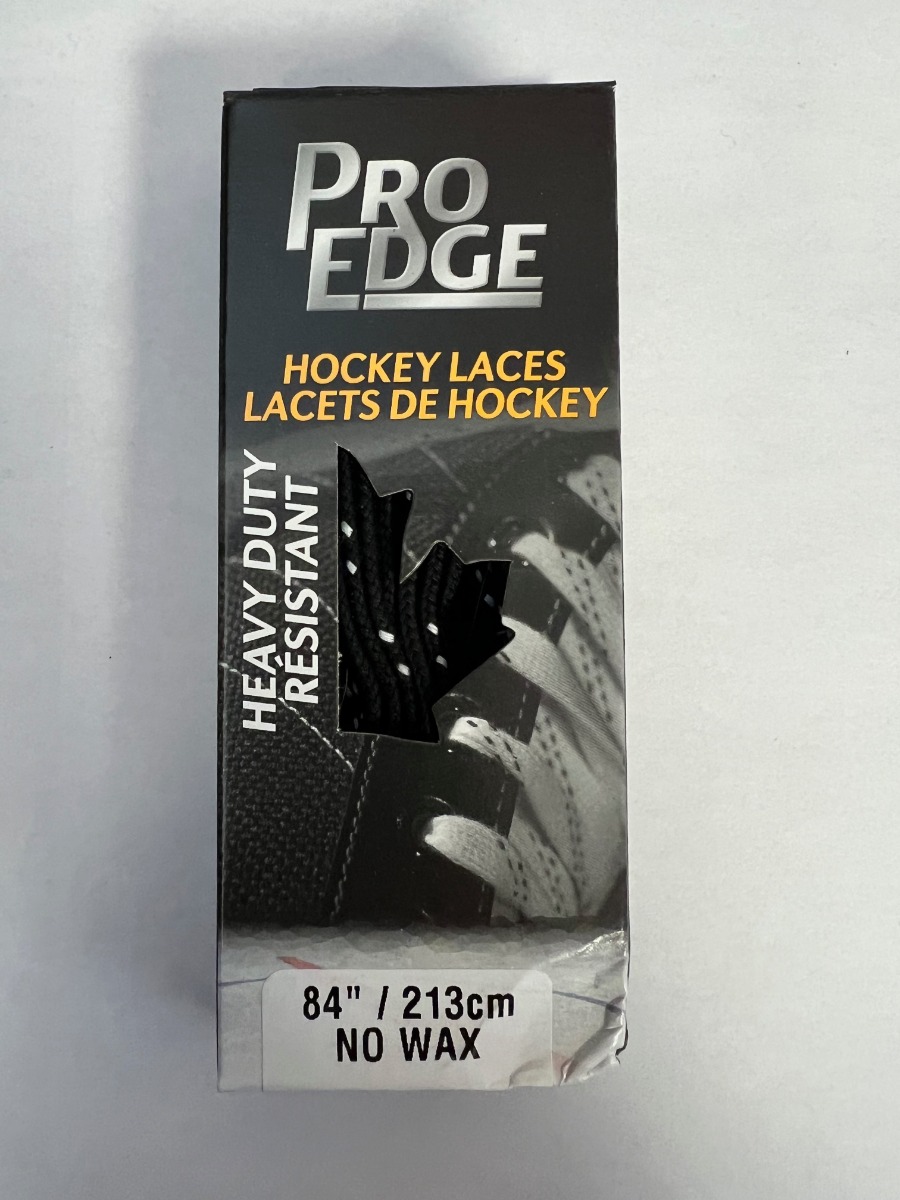 PRO
EDGE
HOCKEY LACES
LACETS DE HOCKEY
HEAVY DUTY
RÉSISTANT
84" / 213cm
NO WAX